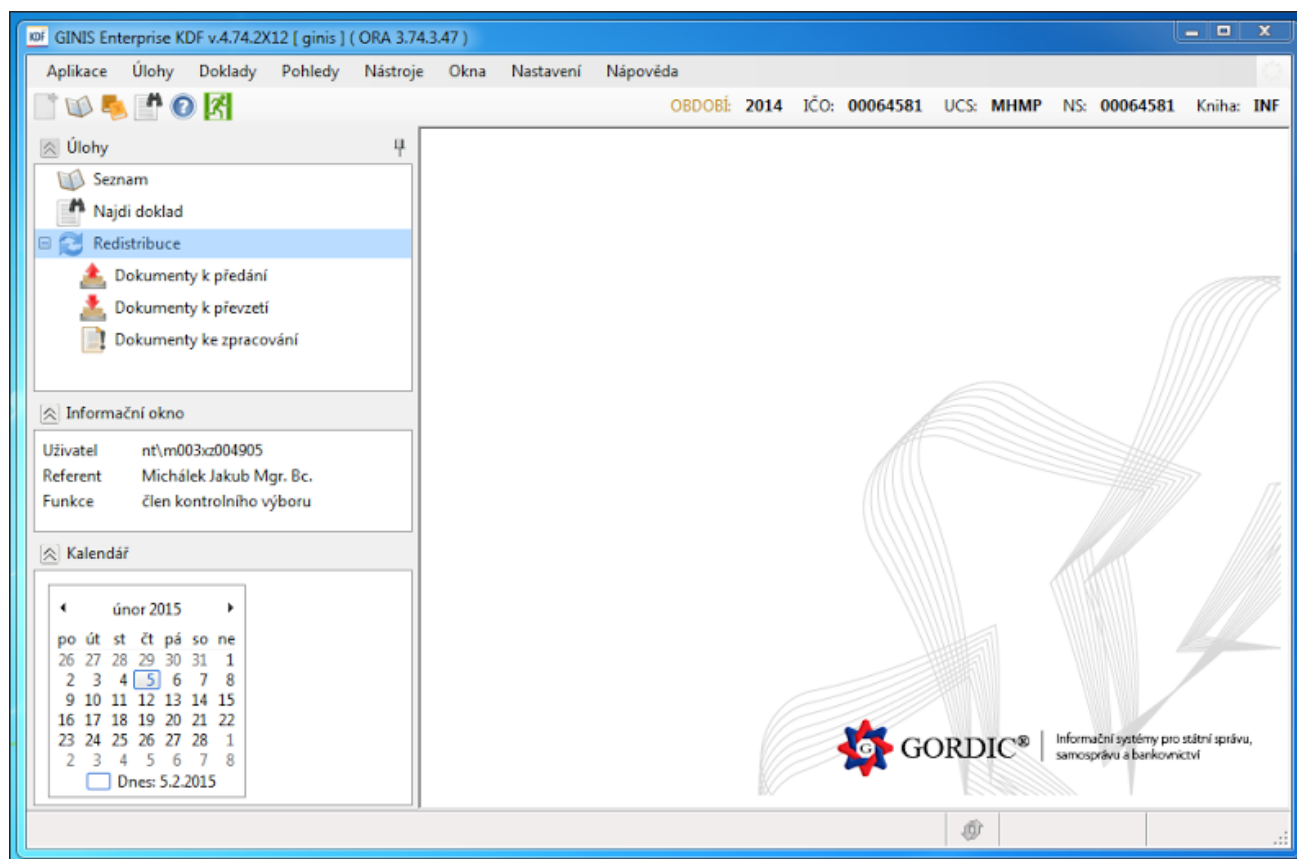 KDF GINIS Enterprise KDF v.4.74.2X12 [ ginis ] ( ORA 3.74.3.47 )
Aplikace Úlohy Doklady Pohledy Nástroje Okna Nastavení Nápověda
OBDOBÍ: 2014 IČO: 00064581 UCS: MHMP NS: 00064581 Kniha: INF
Úlohy
Seznam
Najdi doklad
Redistribuce
Dokumenty k předání
Dokumenty k převzetí
Dokumenty ke zpracování
Informační okno
Uživatel nt\m003xz004905
Referent Michálek Jakub Mgr. Bc.
Funkce člen kontrolního výboru
Kalendář
únor 2015
po út st čt pá so ne
26 27 28 29 30 31 1
2 3 4 5 6 7 8
9 10 11 12 13 14 15
16 17 18 19 20 21 22
23 24 25 26 27 28 1
2 3 4 5 6 7 8
Dnes: 5.2.2015
G GORDIC®
Informační systémy pro státní správu,
samosprávu a bankovnictví